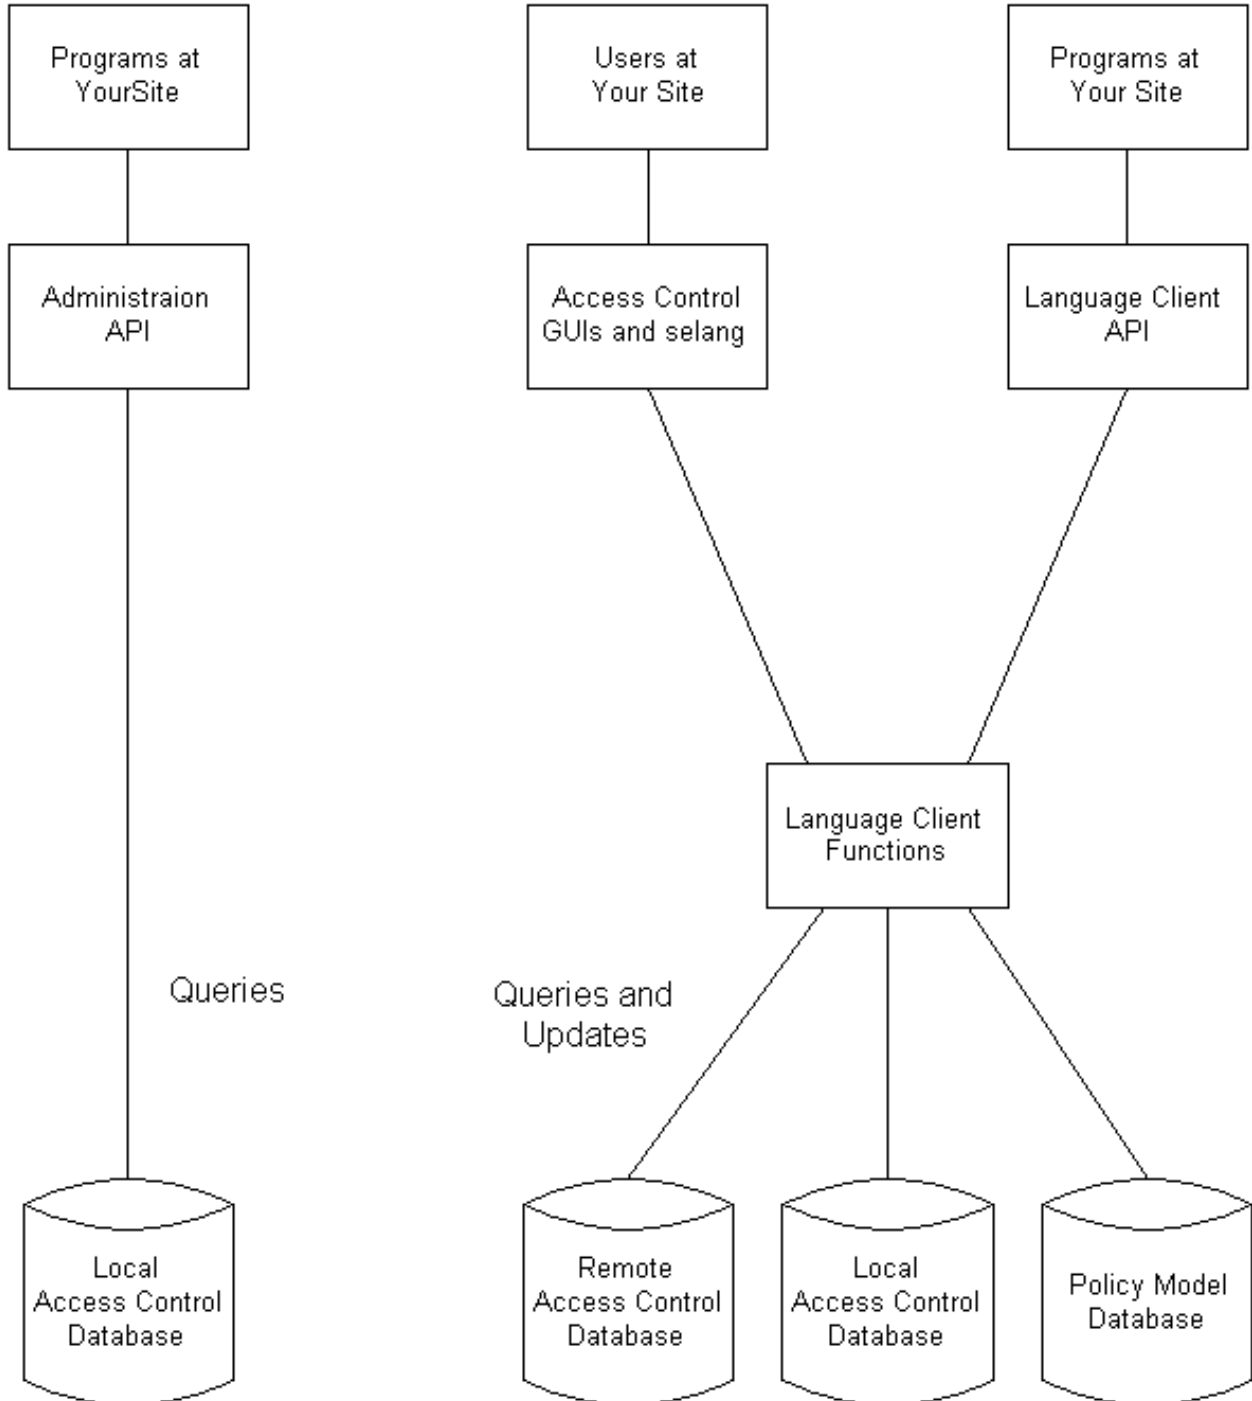 Programs at
YourSite
Users at
Your Site
Programs at
Your Site
Administraion
API
Access Control
GUIs and selang
Language Client
API
Language Client
Functions
Queries
Queries and
Updates
Local
Access Control
Database
Remote
Access Control
Database
Local
Access Control
Database
Policy Model
Database